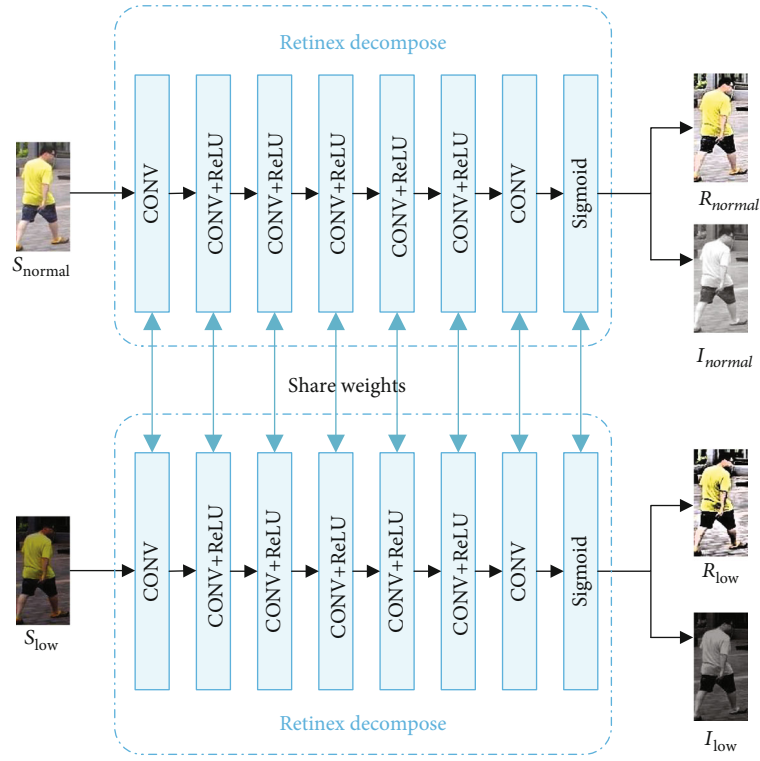 Retinex decompose
CONV
CONV+ReLU
CONV+ReLU
CONV+ReLU
CONV+ReLU
CONV+ReLU
CONV
Sigmoid
S_normal
R_normal
I_normal
Share weights
CONV
CONV+ReLU
CONV+ReLU
CONV+ReLU
CONV+ReLU
CONV+ReLU
CONV
Sigmoid
S_low
R_low
I_low
Retinex decompose